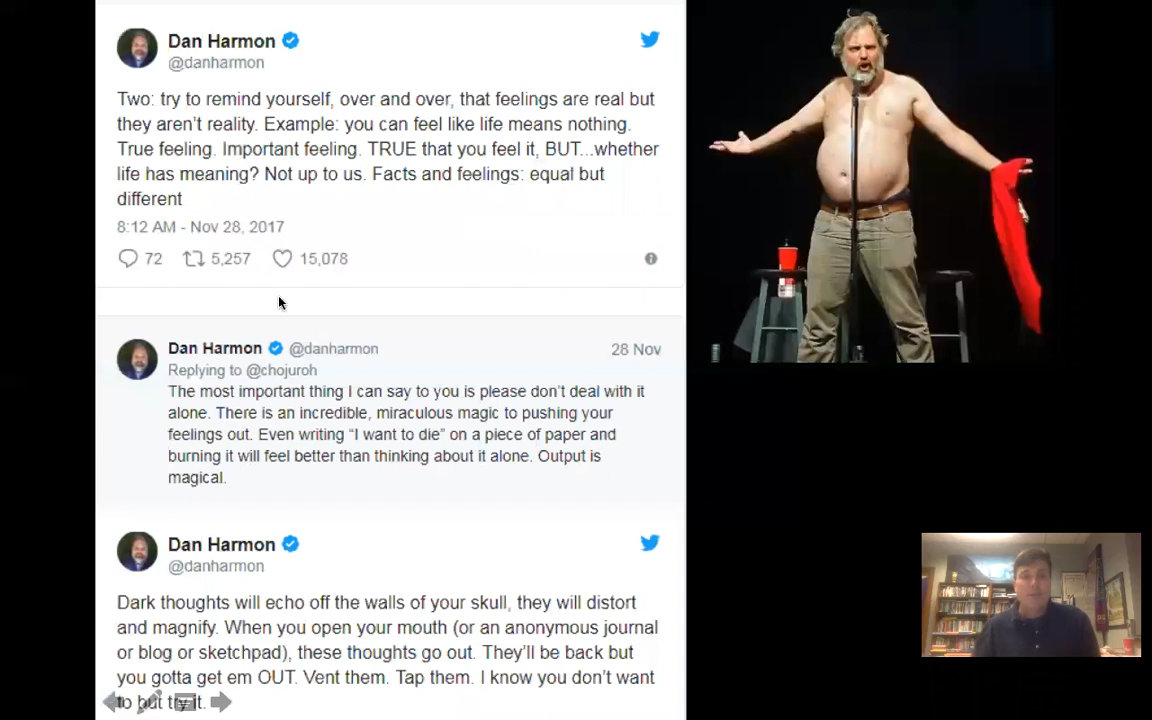 Dan Harmon
@danharmon
Two: try to remind yourself, over and over, that feelings are real but
they aren't reality. Example: you can feel like life means nothing.
True feeling. Important feeling. TRUE that you feel it, BUT...whether
life has meaning? Not up to us. Facts and feelings: equal but
different
8:12 AM - Nov 28, 2017
72 5,257 15,078
Dan Harmon @danharmon 28 Nov
Replying to @chojuroh
The most important thing I can say to you is please don't deal with it
alone. There is an incredible, miraculous magic to pushing your
feelings out. Even writing "I want to die" on a piece of paper and
burning it will feel better than thinking about it alone. Output is
magical.
Dan Harmon
@danharmon
Dark thoughts will echo off the walls of your skull, they will distort
and magnify. When you open your mouth (or an anonymous journal
or blog or sketchpad), these thoughts go out. They'll be back but
you gotta get em OUT. Vent them. Tap them. I know you don't want
to but try it.